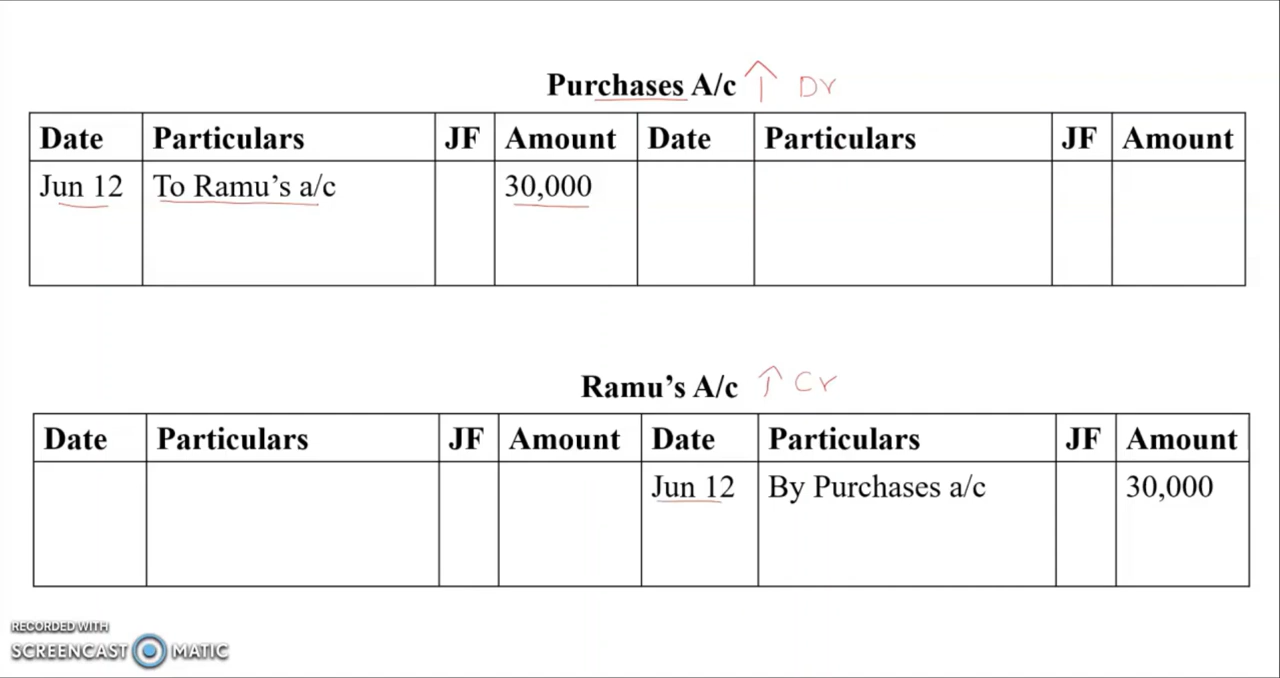 Purchases A/c ↑ Dr
Date Particulars JF Amount Date Particulars JF Amount
Jun 12 To Ramu’s a/c 30,000
Ramu’s A/c ↑ Cr
Date Particulars JF Amount Date Particulars JF Amount
Jun 12 By Purchases a/c 30,000
RECORDED WITH
SCREENCAST MATIC